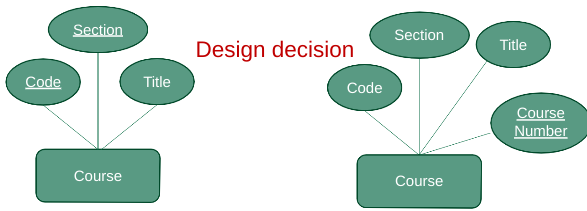 Section
Code
Title
Course
Design decision
Section
Title
Code
Course
Number
Course